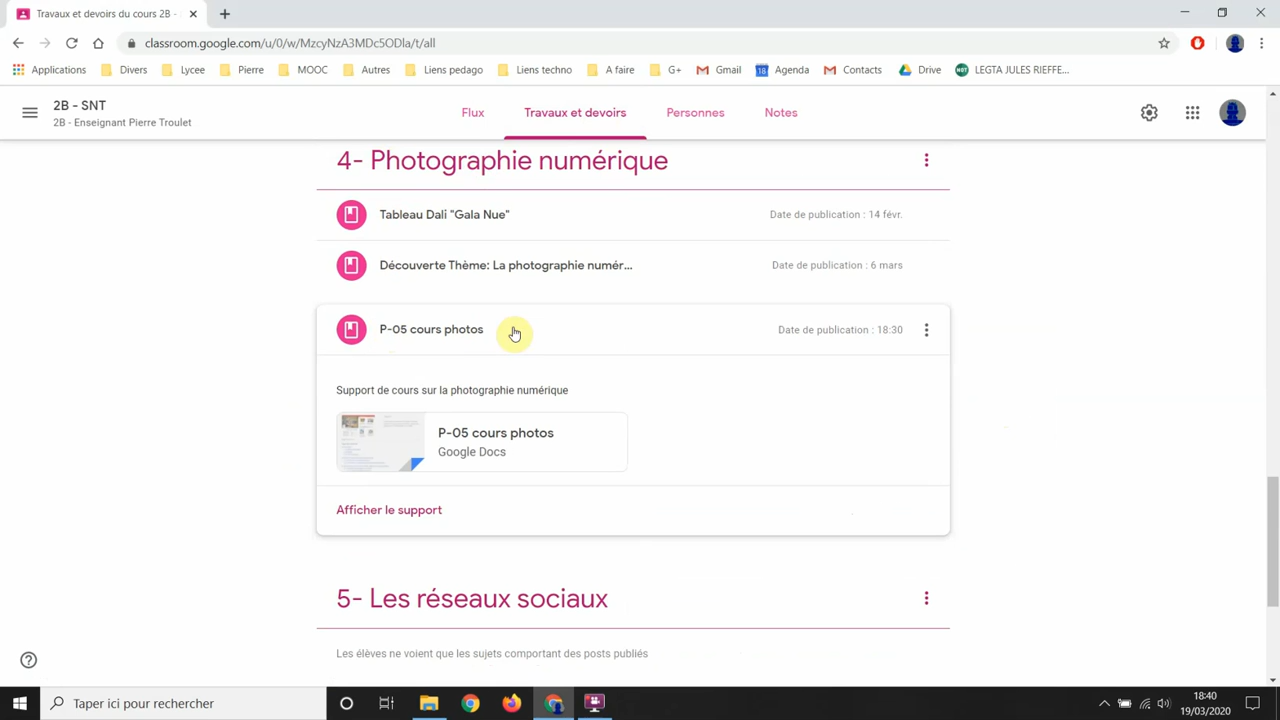 Travaux et devoirs du cours 2B -
classroom.google.com/u/0/w/MzcyNzA3MDc5ODla/t/all
Applications Divers Lycee Pierre MOOC Autres Liens pedago Liens techno A faire G+ Gmail Agenda Contacts Drive LEGTA JULES RIEFFE...
2B - SNT
2B - Enseignant Pierre Troulet
Flux Travaux et devoirs Personnes Notes
4- Photographie numérique
Tableau Dali "Gala Nue" Date de publication : 14 févr.
Découverte Thème: La photographie numér... Date de publication : 6 mars
P-05 cours photos Date de publication : 18:30
Support de cours sur la photographie numérique
P-05 cours photos
Google Docs
Afficher le support
5- Les réseaux sociaux
Les élèves ne voient que les sujets comportant des posts publiés
Taper ici pour rechercher
18:40
19/03/2020